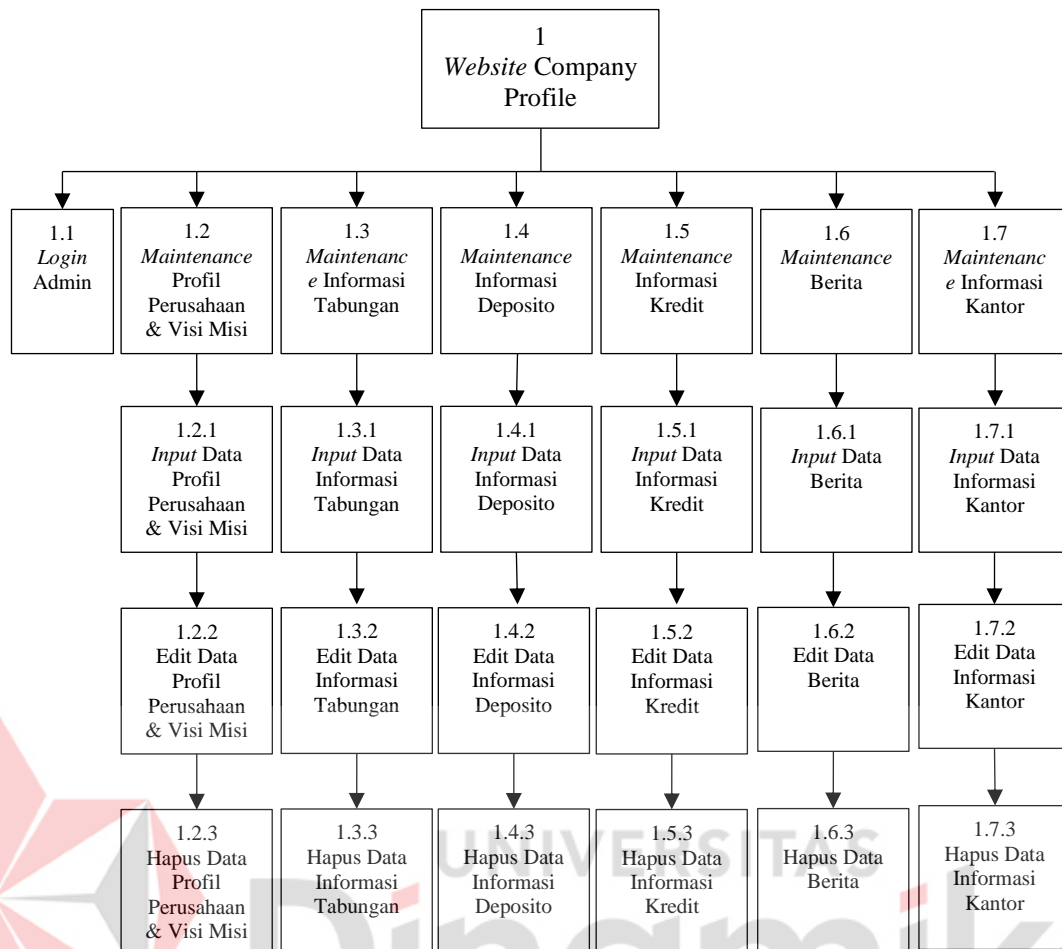 1
Website Company
Profile
1.1
Login
Admin
1.2
Maintenance
Profil
Perusahaan
& Visi Misi
1.3
Maintenanc
e Informasi
Tabungan
1.4
Maintenance
Informasi
Deposito
1.5
Maintenance
Informasi
Kredit
1.6
Maintenance
Berita
1.7
Maintenanc
e Informasi
Kantor
1.2.1
Input Data
Profil
Perusahaan
& Visi Misi
1.3.1
Input Data
Informasi
Tabungan
1.4.1
Input Data
Informasi
Deposito
1.5.1
Input Data
Informasi
Kredit
1.6.1
Input Data
Berita
1.7.1
Input Data
Informasi
Kantor
1.2.2
Edit Data
Profil
Perusahaan
& Visi Misi
1.3.2
Edit Data
Informasi
Tabungan
1.4.2
Edit Data
Informasi
Deposito
1.5.2
Edit Data
Informasi
Kredit
1.6.2
Edit Data
Berita
1.7.2
Edit Data
Informasi
Kantor
1.2.3
Hapus Data
Profil
Perusahaan
& Visi Misi
1.3.3
Hapus Data
Informasi
Tabungan
1.4.3
Hapus Data
Informasi
Deposito
1.5.3
Hapus Data
Informasi
Kredit
1.6.3
Hapus Data
Berita
1.7.3
Hapus Data
Informasi
Kantor
UNIVERSITAS